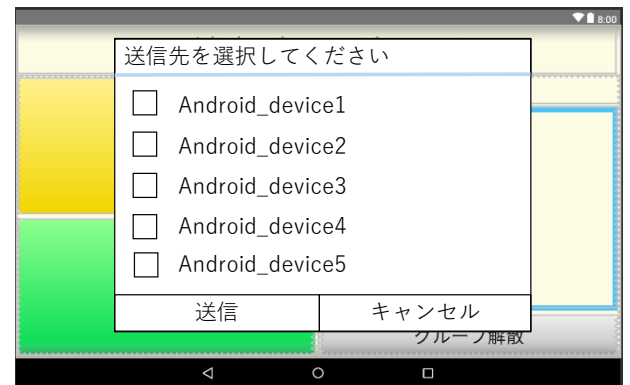 8:00
送信先を選択してください
Android_device1
Android_device2
Android_device3
Android_device4
Android_device5
送信
キャンセル
グループ解散